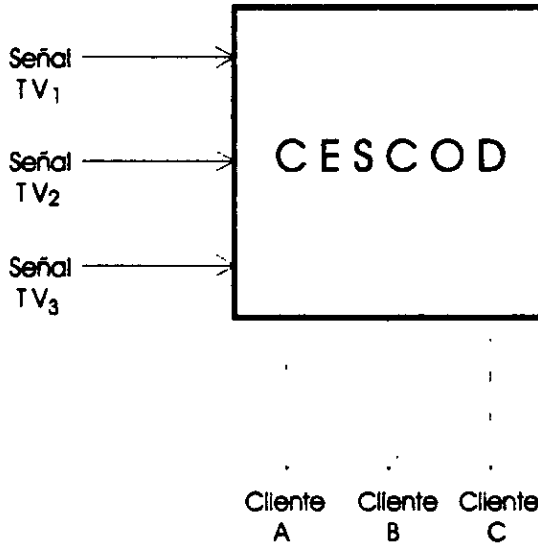 Señal
TV₁
CESCOD
Señal
TV₂
Señal
TV₃
Cliente Cliente Cliente
A B C